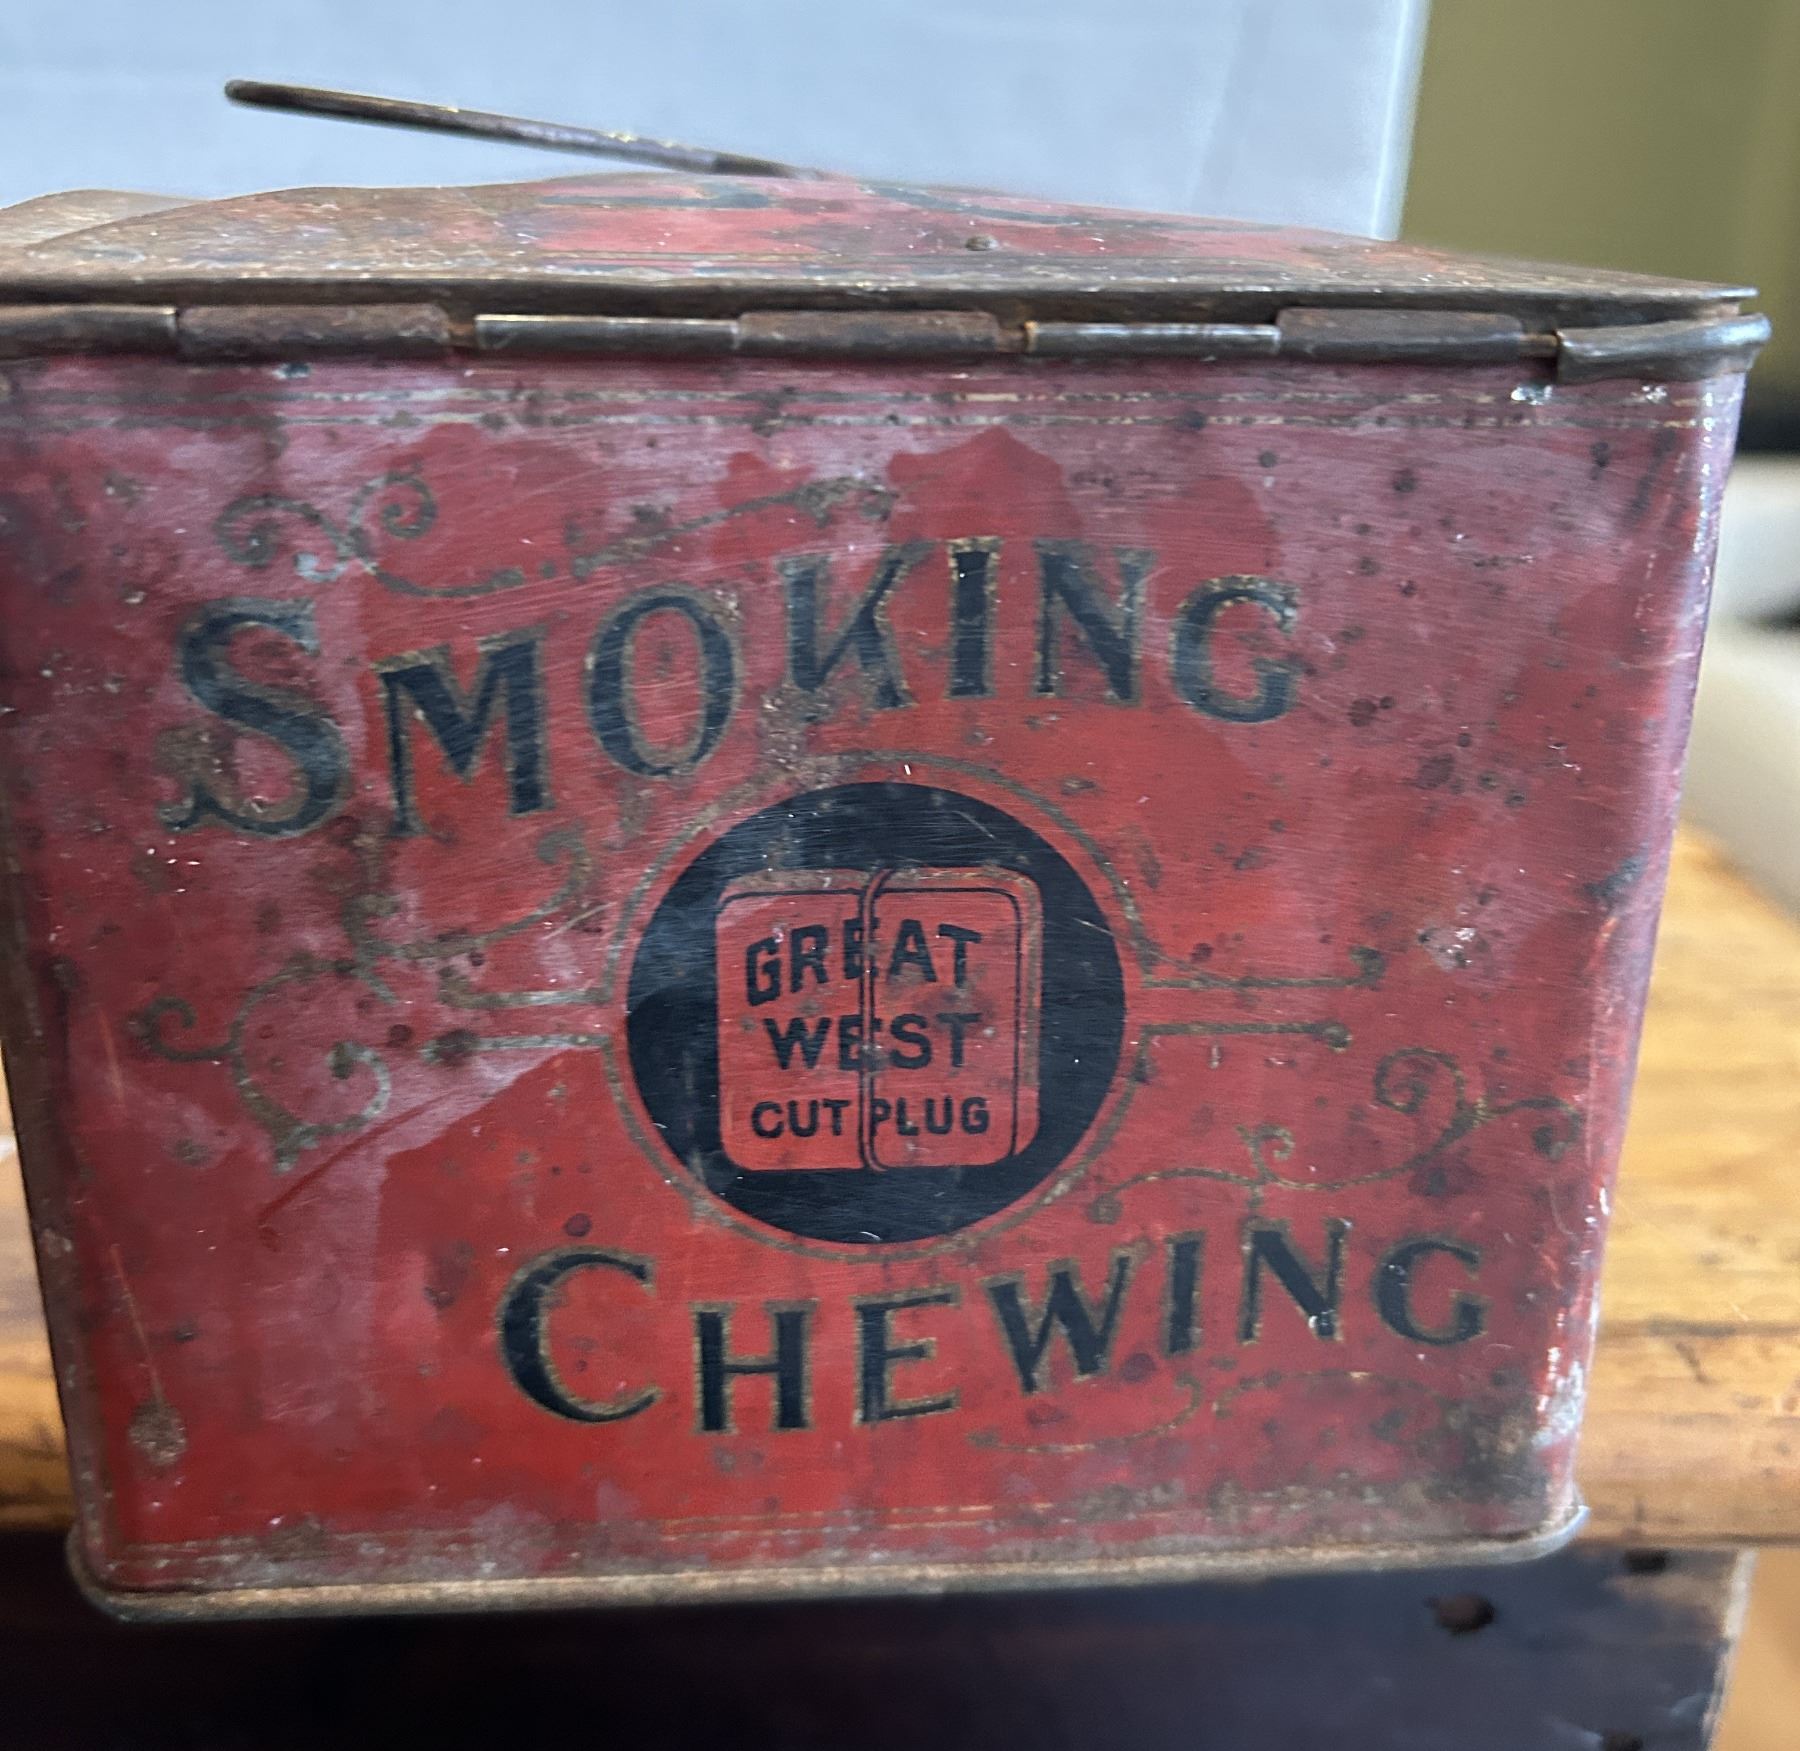 SMOKING
GREAT
WEST
CUT PLUG
CHEWING